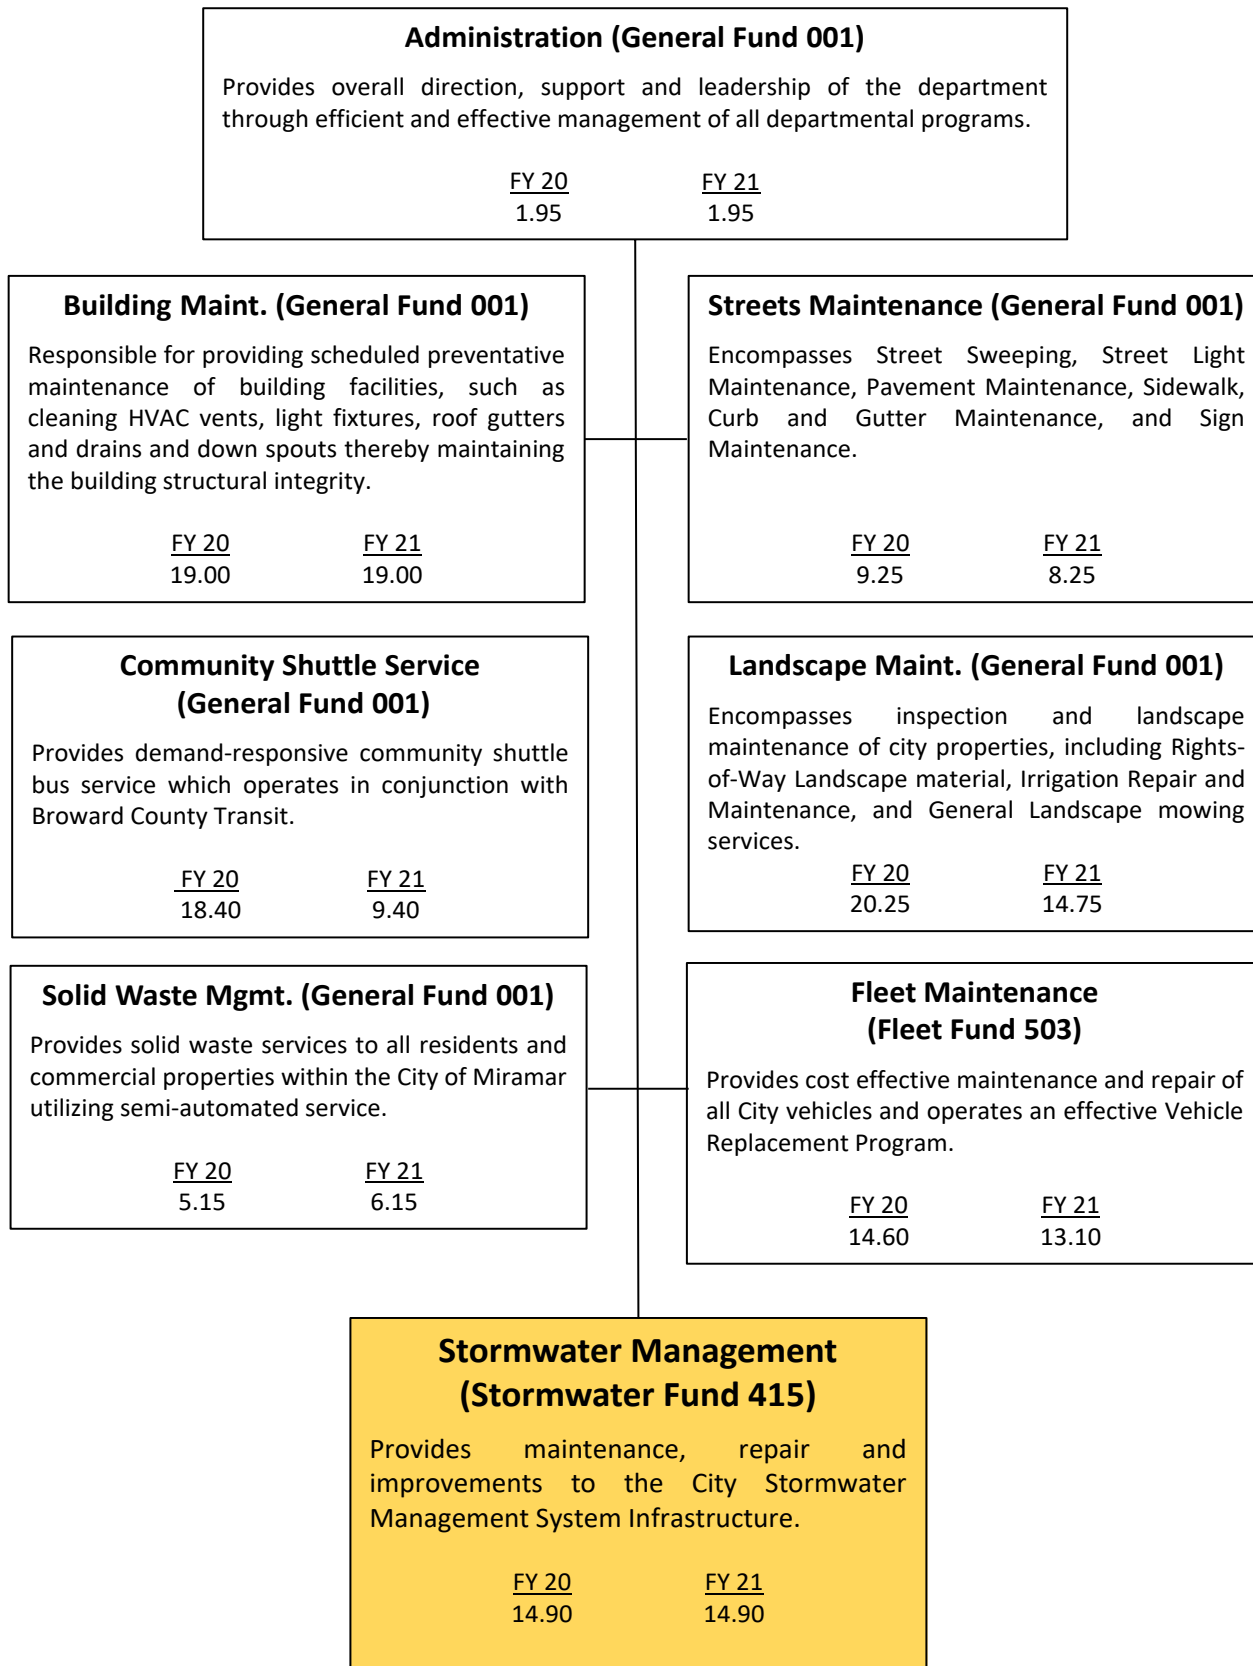 Administration (General Fund 001)
Provides overall direction, support and leadership of the department
through efficient and effective management of all departmental programs.
FY 20 FY 21
1.95 1.95
Building Maint. (General Fund 001)
Responsible for providing scheduled preventative
maintenance of building facilities, such as
cleaning HVAC vents, light fixtures, roof gutters
and drains and down spouts thereby maintaining
the building structural integrity.
FY 20 FY 21
19.00 19.00
Streets Maintenance (General Fund 001)
Encompasses Street Sweeping, Street Light
Maintenance, Pavement Maintenance, Sidewalk,
Curb and Gutter Maintenance, and Sign
Maintenance.
FY 20 FY 21
9.25 8.25
Community Shuttle Service
(General Fund 001)
Provides demand-responsive community shuttle
bus service which operates in conjunction with
Broward County Transit.
FY 20 FY 21
18.40 9.40
Landscape Maint. (General Fund 001)
Encompasses inspection and landscape
maintenance of city properties, including Rights-
of-Way Landscape material, Irrigation Repair and
Maintenance, and General Landscape mowing
services.
FY 20 FY 21
20.25 14.75
Solid Waste Mgmt. (General Fund 001)
Provides solid waste services to all residents and
commercial properties within the City of Miramar
utilizing semi-automated service.
FY 20 FY 21
5.15 6.15
Fleet Maintenance
(Fleet Fund 503)
Provides cost effective maintenance and repair of
all City vehicles and operates an effective Vehicle
Replacement Program.
FY 20 FY 21
14.60 13.10
Stormwater Management
(Stormwater Fund 415)
Provides maintenance, repair and
improvements to the City Stormwater
Management System Infrastructure.
FY 20 FY 21
14.90 14.90